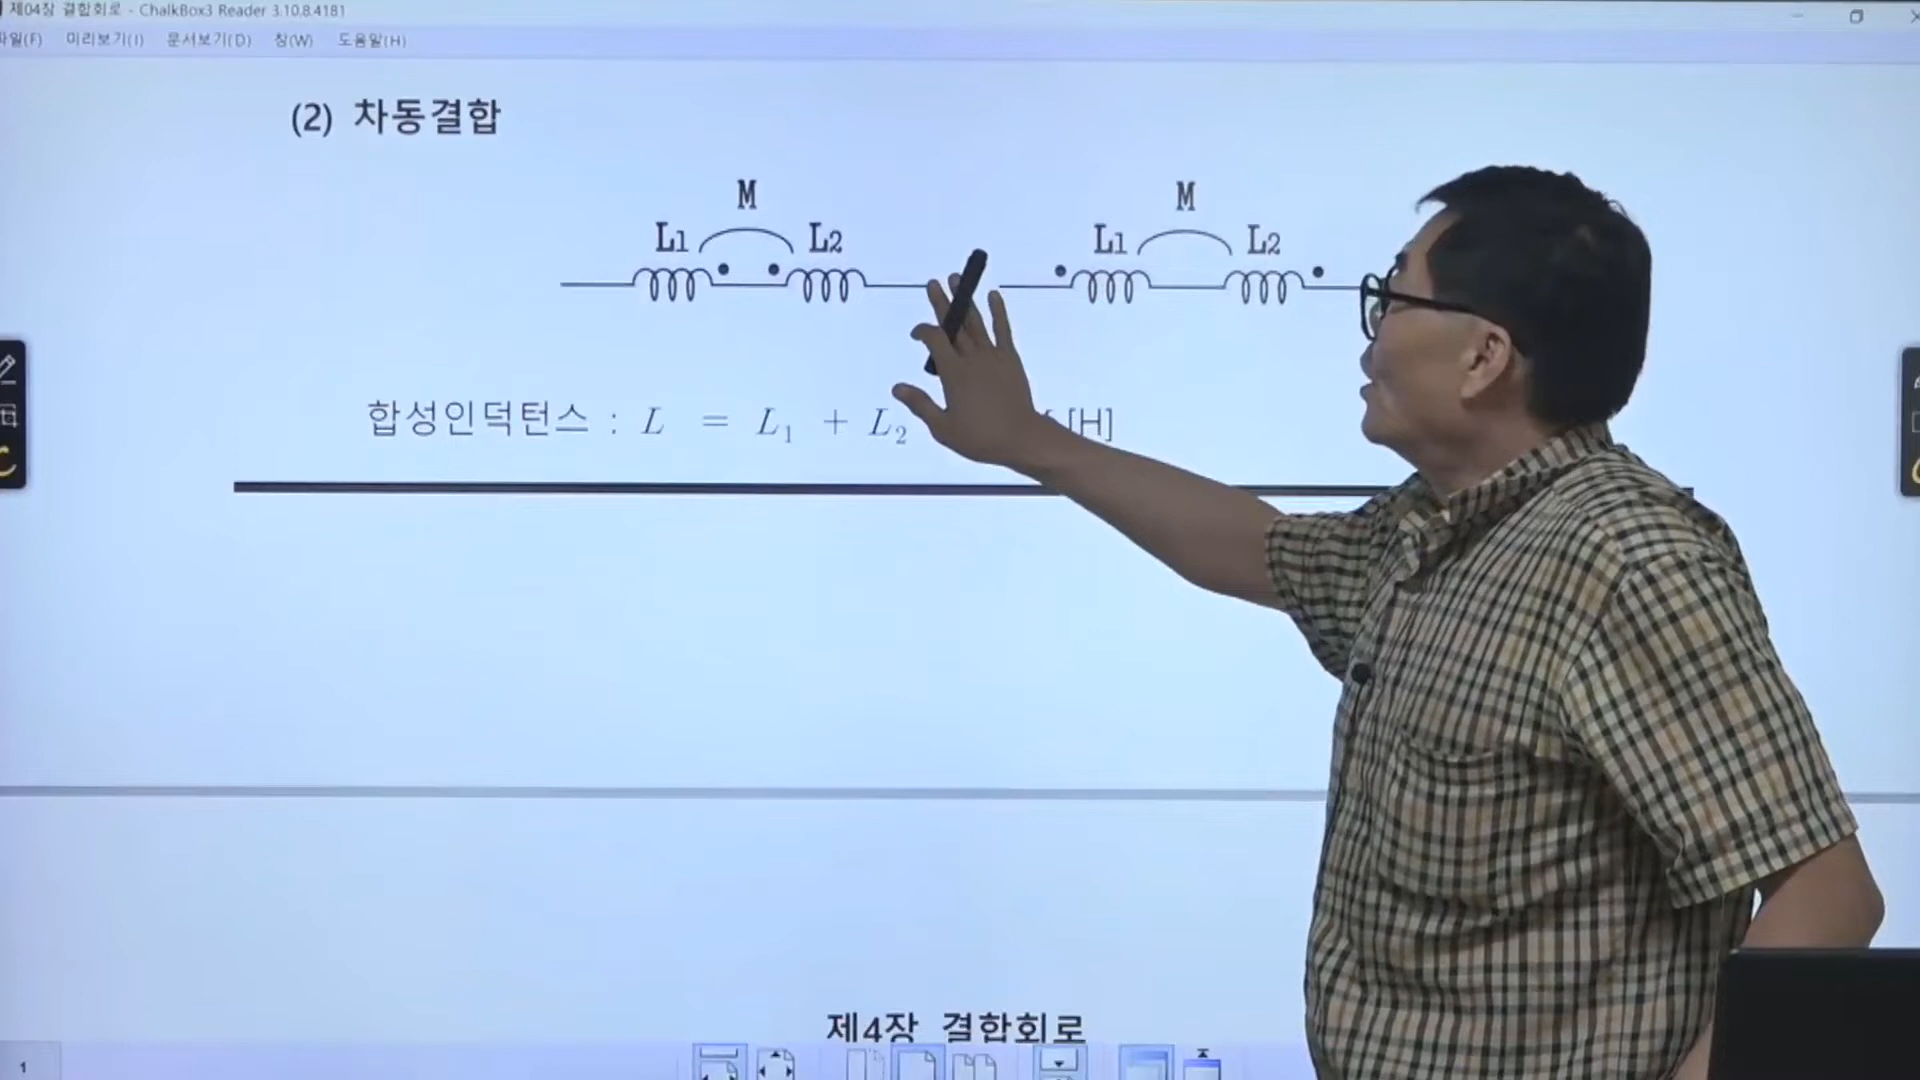 제04장 결합회로 - ChalkBox3 Reader 3.10.8.4181
파일(F) 미리보기(I) 문서보기(D) 창(W) 도움말(H)
(2) 차동결합
M M
L1 L2 L1 L2
합성인덕턴스 : L = L₁ + L₂ [H]
제4장 결합회로
1